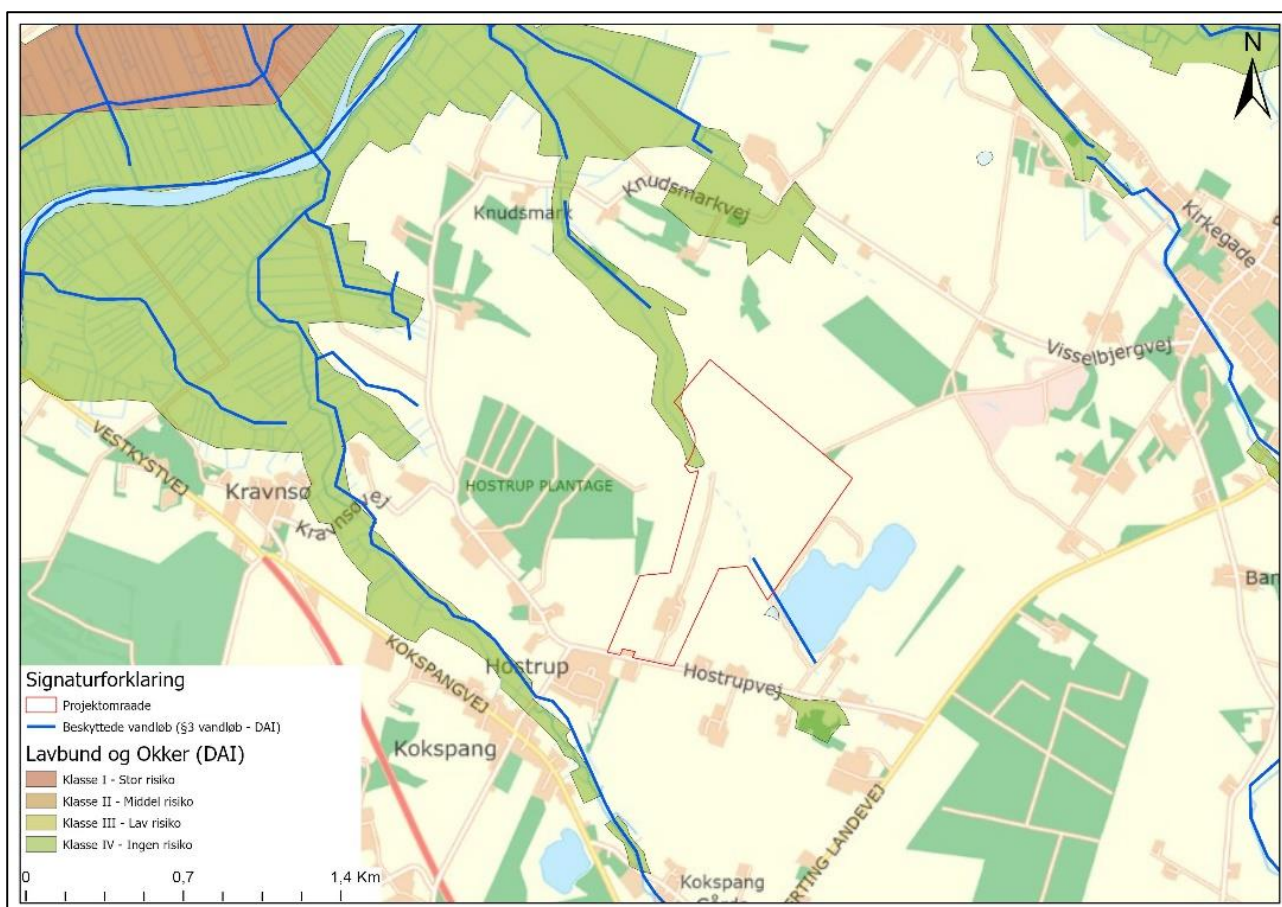 N
Knudsmark
Knudsmarkvej
Kirkegade
Visselbjergvej
VESTKYSTVEJ
Kravnsø
Kravnsøvej
HOSTRUP PLANTAGE
Hostrup
Hostrupvej
KOKSPANGVEJ
Kokspang
Kokspang
ERTING LANDEVEJ
Ban
Signaturforklaring
Projektomraade
Beskyttede vandløb (§3 vandløb - DAI)
Lavbund og Okker (DAI)
Klasse I - Stor risiko
Klasse II - Middel risiko
Klasse III - Lav risiko
Klasse IV - Ingen risiko
0 0,7 1,4 Km